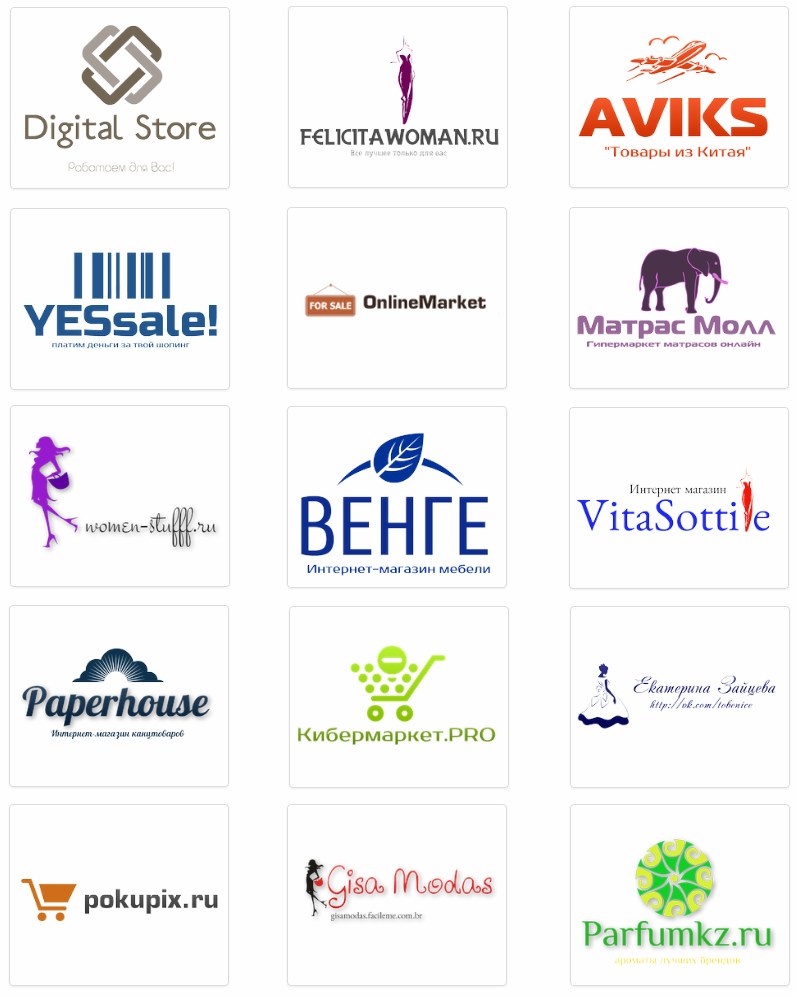 Digital Store
Работаем для Вас!
FELICITAWOMAN.RU
Все лучшее только для вас
AVIKS
"Товары из Китая"
YESsale!
платим деньги за твой шопинг
FOR SALE
OnlineMarket
Матрас Молл
Гипермаркет матрасов онлайн
women-stufff.ru
ВЕНГЕ
Интернет-магазин мебели
Интернет магазин
VitaSottile
Paperhouse
Интернет-магазин канцтоваров
Кибермаркет.PRO
Екатерина Зайцева
http://vk.com/tobenice
pokupix.ru
Gisa Modas
gisamodas.facileme.com.br
Parfumkz.ru
ароматы лучших брендов